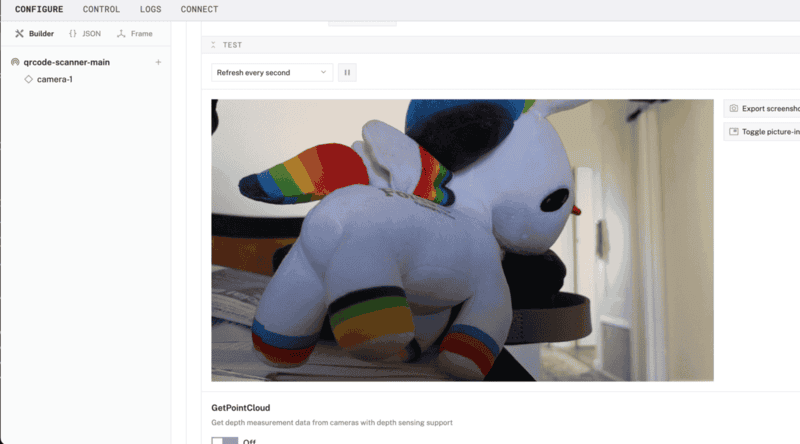 CONFIGURE CONTROL LOGS CONNECT
Builder {} JSON Frame
qrcode-scanner-main +
camera-1
TEST
Refresh every second
Export screensho
Toggle picture-in
GetPointCloud
Get depth measurement data from cameras with depth sensing support
Off